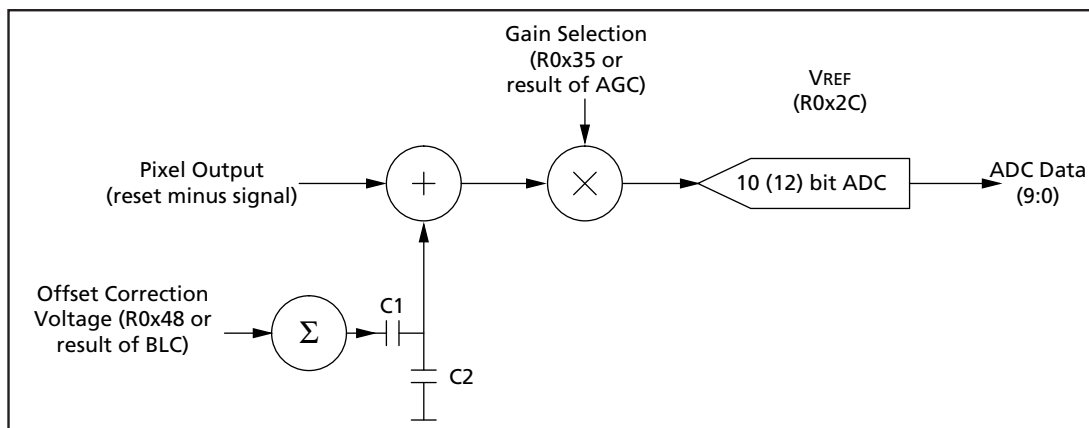 Gain Selection
(R0x35 or
result of AGC)
VREF
(R0x2C)
Pixel Output
(reset minus signal)
+
×
10 (12) bit ADC
ADC Data
(9:0)
Offset Correction
Voltage (R0x48 or
result of BLC)
Σ
C1
C2